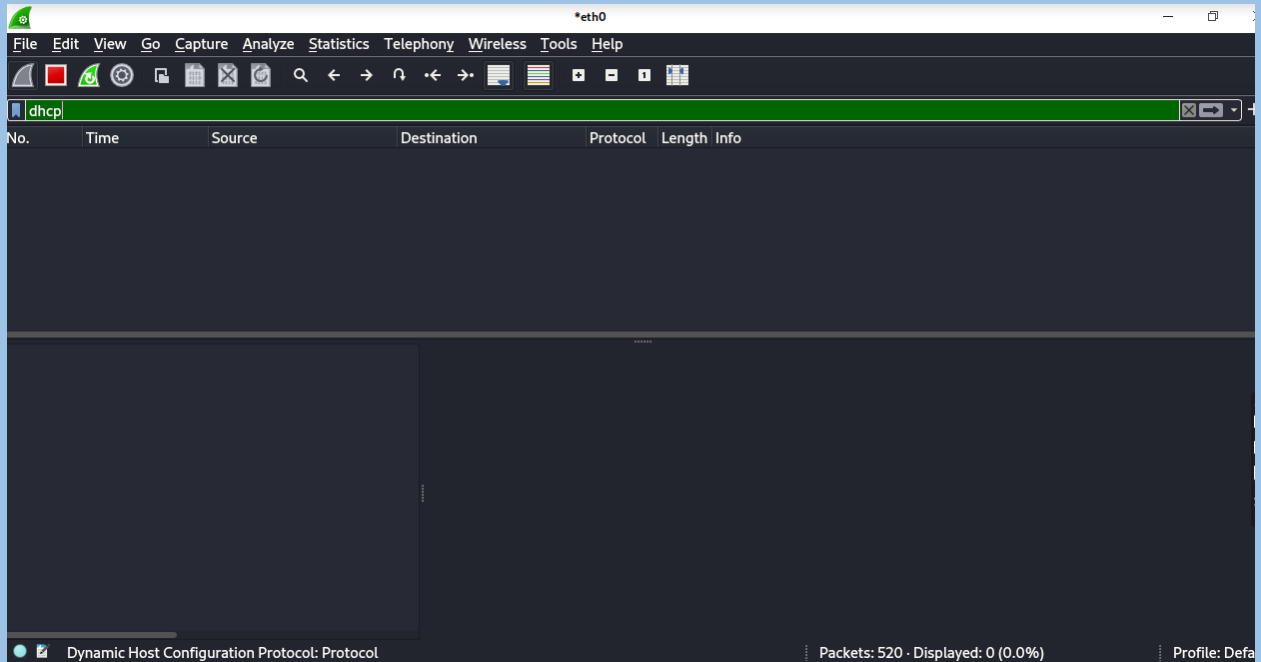 *eth0
File Edit View Go Capture Analyze Statistics Telephony Wireless Tools Help
dhcp
No. Time Source Destination Protocol Length Info
Dynamic Host Configuration Protocol: Protocol Packets: 520 · Displayed: 0 (0.0%) Profile: Defa